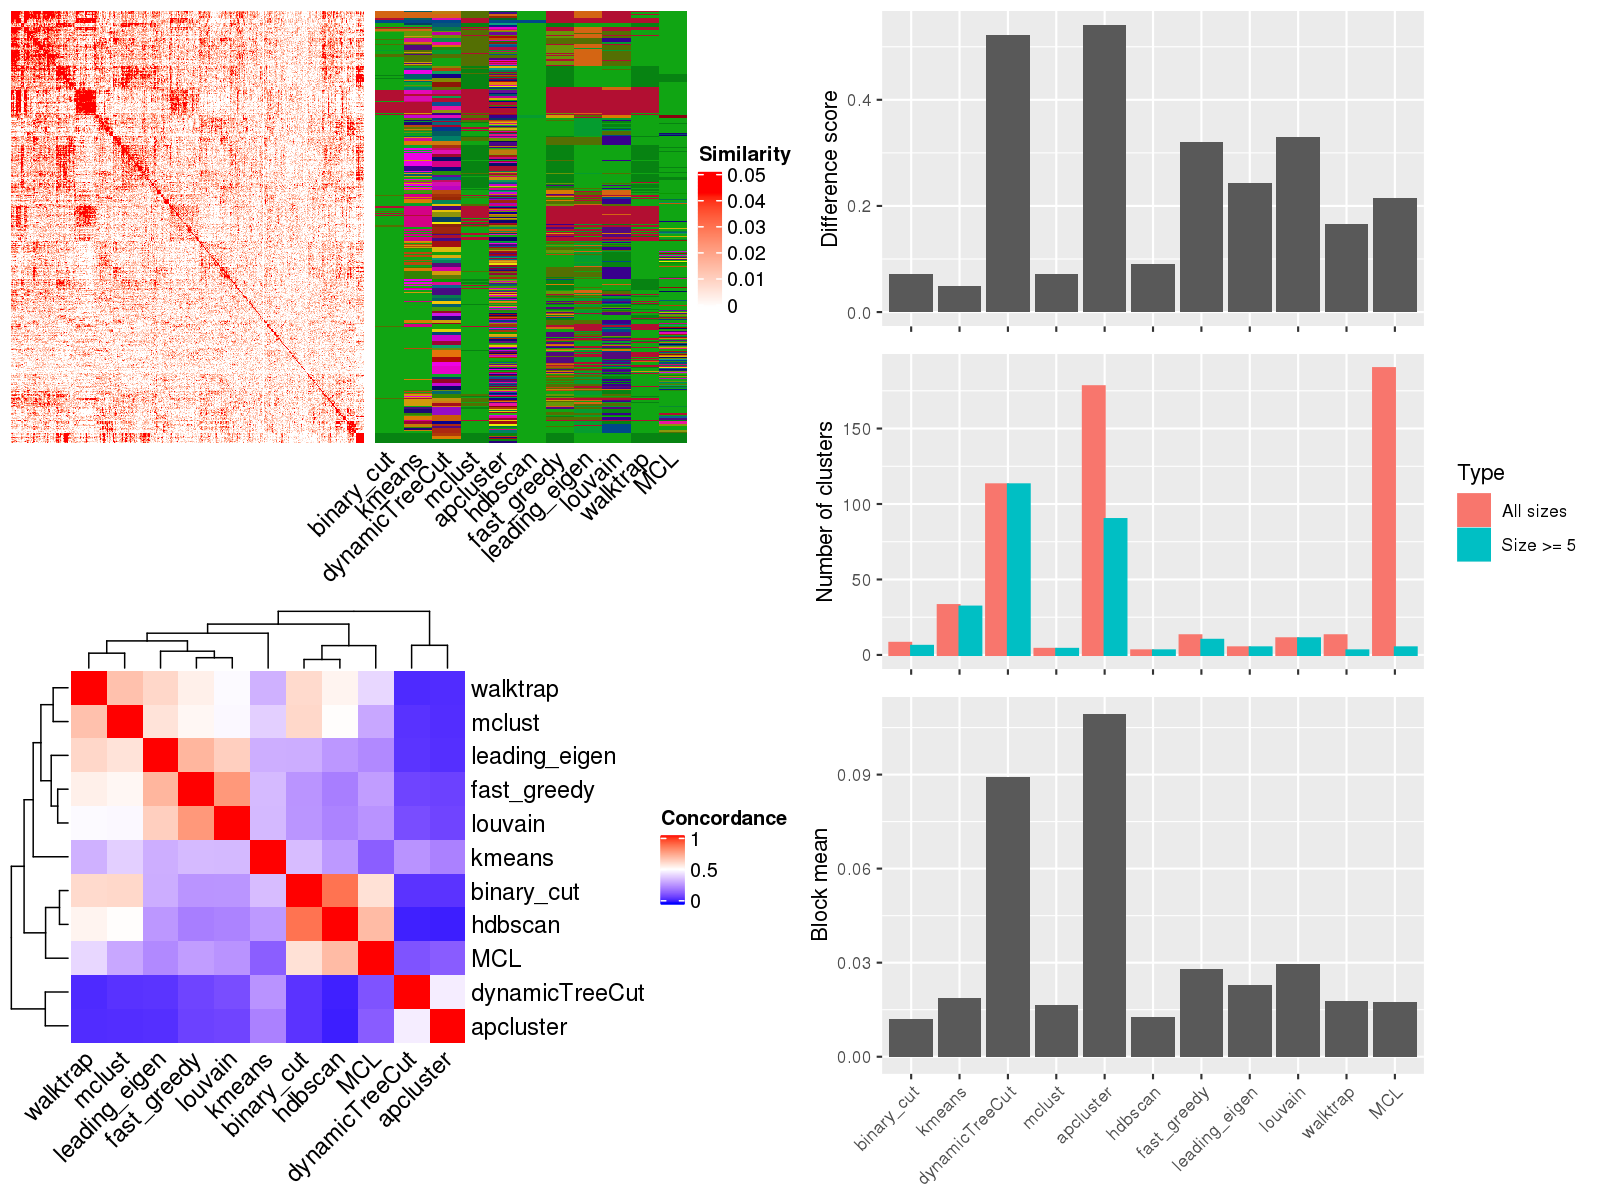 Similarity
0.05
0.04
0.03
0.02
0.01
0
binary_cut
kmeans
dynamicTreeCut
mclust
apcluster
hdbscan
fast_greedy
leading_eigen
louvain
walktrap
MCL
walktrap
mclust
leading_eigen
fast_greedy
louvain
kmeans
binary_cut
hdbscan
MCL
dynamicTreeCut
apcluster
Concordance
1
0.5
0
walktrap
mclust
leading_eigen
fast_greedy
louvain
kmeans
binary_cut
hdbscan
MCL
dynamicTreeCut
apcluster
Difference score
0.4
0.2
0.0
Number of clusters
150
100
50
0
Type
All sizes
Size >= 5
Block mean
0.09
0.06
0.03
0.00
binary_cut
kmeans
dynamicTreeCut
mclust
apcluster
hdbscan
fast_greedy
leading_eigen
louvain
walktrap
MCL